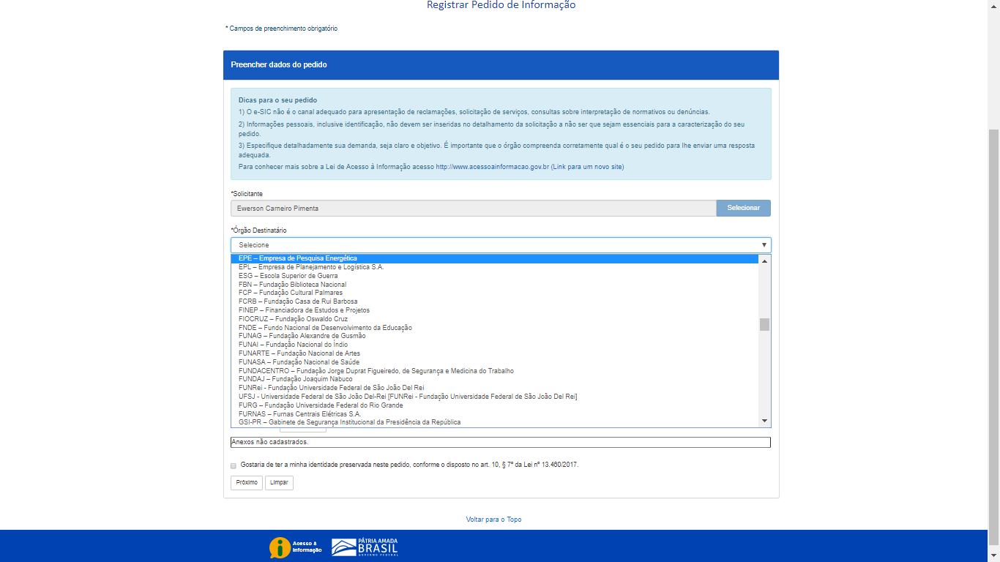 Registrar Pedido de Informação
* Campos de preenchimento obrigatório
Preencher dados do pedido
Dicas para o seu pedido
1) O e-SIC não é o canal adequado para apresentação de reclamações, solicitação de serviços, consultas sobre interpretação de normativos ou denúncias.
2) Informações pessoais, inclusive identificação, não devem ser inseridas no detalhamento da solicitação a não ser que sejam essenciais para a caracterização do seu
pedido.
3) Especifique detalhadamente sua demanda, seja claro e objetivo. É importante que o órgão compreenda corretamente qual é o seu pedido para lhe enviar uma resposta
adequada.
Para conhecer mais sobre a Lei de Acesso à Informação acesso http://www.acessoainformacao.gov.br (Link para um novo site)
*Solicitante
Ewerson Carneiro Pimenta
Selecionar
*Órgão Destinatário
Selecione
EPE – Empresa de Pesquisa Energética
EPL – Empresa de Planejamento e Logística S.A.
ESG – Escola Superior de Guerra
FBN – Fundação Biblioteca Nacional
FCP – Fundação Cultural Palmares
FCRB – Fundação Casa de Rui Barbosa
FINEP – Financiadora de Estudos e Projetos
FIOCRUZ – Fundação Oswaldo Cruz
FNDE – Fundo Nacional de Desenvolvimento da Educação
FUNAG – Fundação Alexandre de Gusmão
FUNAI – Fundação Nacional do Índio
FUNARTE – Fundação Nacional de Artes
FUNASA – Fundação Nacional de Saúde
FUNDACENTRO – Fundação Jorge Duprat Figueiredo, de Segurança e Medicina do Trabalho
FUNDAJ – Fundação Joaquim Nabuco
FUNRei - Fundação Universidade Federal de São João Del Rei
UFSJ - Universidade Federal de São João Del-Rei [FUNRei - Fundação Universidade Federal de São João Del Rei]
FURG – Fundação Universidade Federal do Rio Grande
FURNAS – Furnas Centrais Elétricas S.A.
GSI-PR – Gabinete de Segurança Institucional da Presidência da República
Anexos não cadastrados.
Gostaria de ter a minha identidade preservada neste pedido, conforme o disposto no art. 10, § 7º da Lei nº 13.460/2017.
Próximo
Limpar
Voltar para o Topo
Acesso à
Informação
PÁTRIA AMADA
BRASIL
GOVERNO FEDERAL